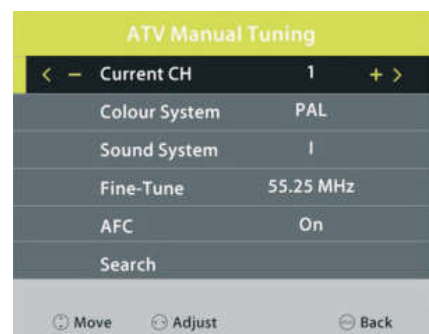 ATV Manual Tuning
< – Current CH 1 + >
Colour System PAL
Sound System I
Fine-Tune 55.25 MHz
AFC On
Search
Move Adjust Back